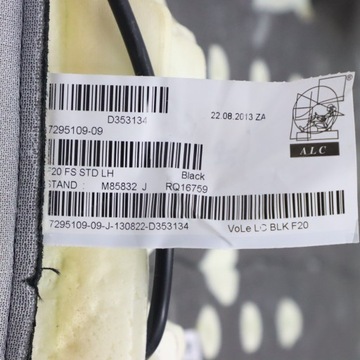 D353134
22.08.2013 ZA
7295109-09
ALC
F20 FS STD LH Black
STAND : M85832 J RQ16759
7295109-09-J-130822-D353134
VoLe LC BLK F20